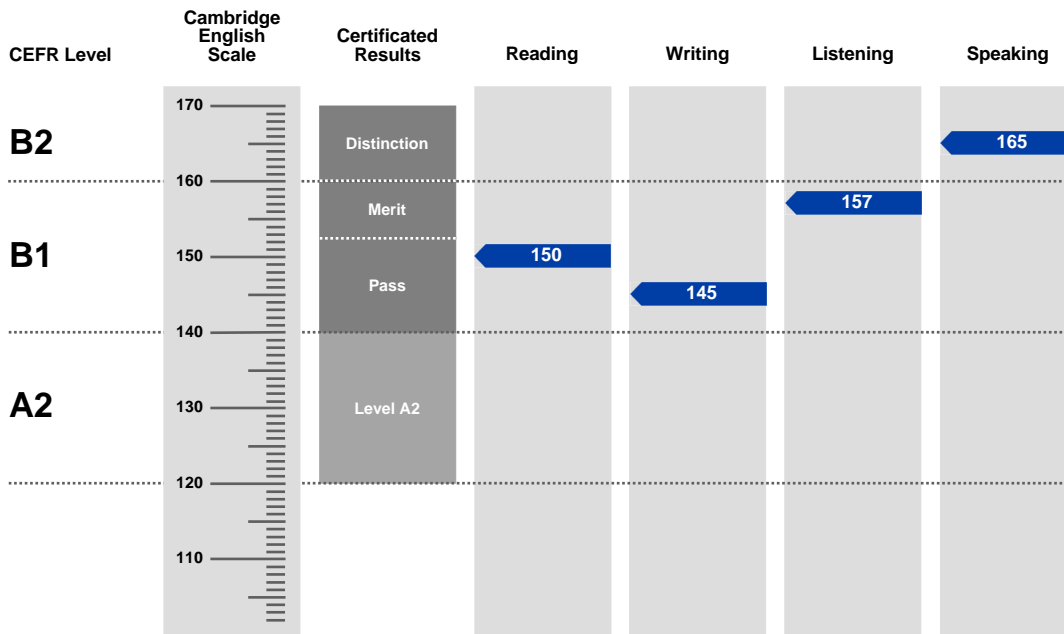 CEFR Level
Cambridge
English
Scale
Certificated
Results
Reading
Writing
Listening
Speaking
170
B2
Distinction
165
160
Merit
157
B1
150
150
Pass
145
140
A2
130
Level A2
120
110